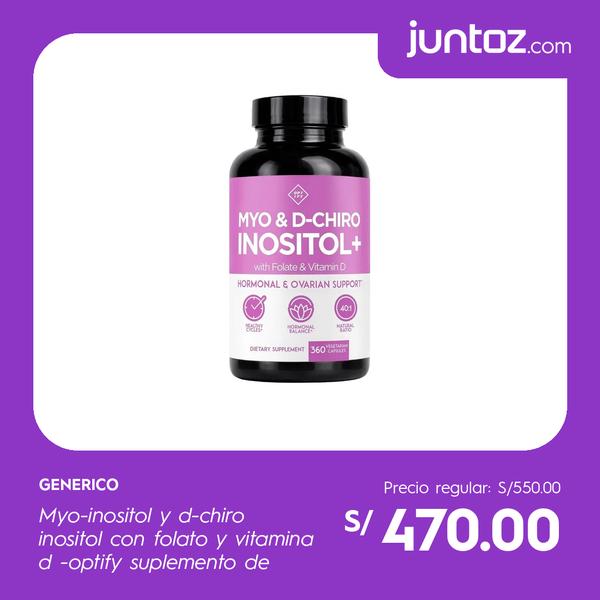 juntoz.com
OPT
IFY
MYO & D-CHIRO
INOSITOL+
with Folate & Vitamin D
HORMONAL & OVARIAN SUPPORT*
HEALTHY
CYCLES*
HORMONAL
BALANCE*
40:1
NATURAL
RATIO
DIETARY SUPPLEMENT
360 VEGETARIAN
CAPSULES
GENERICO
Myo-inositol y d-chiro
inositol con folato y vitamina
d -optify suplemento de
Precio regular: S/550.00
S/ 470.00